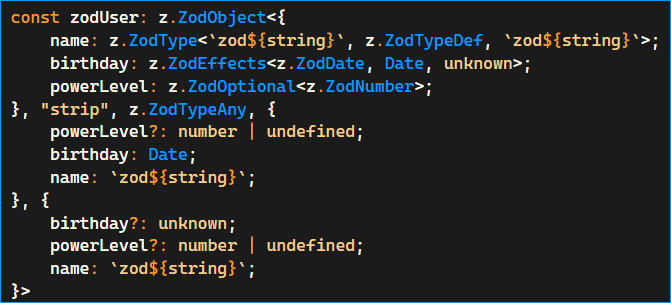 const zodUser: z.ZodObject<{
    name: z.ZodType<`zod${string}`, z.ZodTypeDef, `zod${string}`>;
    birthday: z.ZodEffects<z.ZodDate, Date, unknown>;
    powerLevel: z.ZodOptional<z.ZodNumber>;
}, "strip", z.ZodTypeAny, {
    powerLevel?: number | undefined;
    birthday: Date;
    name: `zod${string}`;
}, {
    birthday?: unknown;
    powerLevel?: number | undefined;
    name: `zod${string}`;
}>